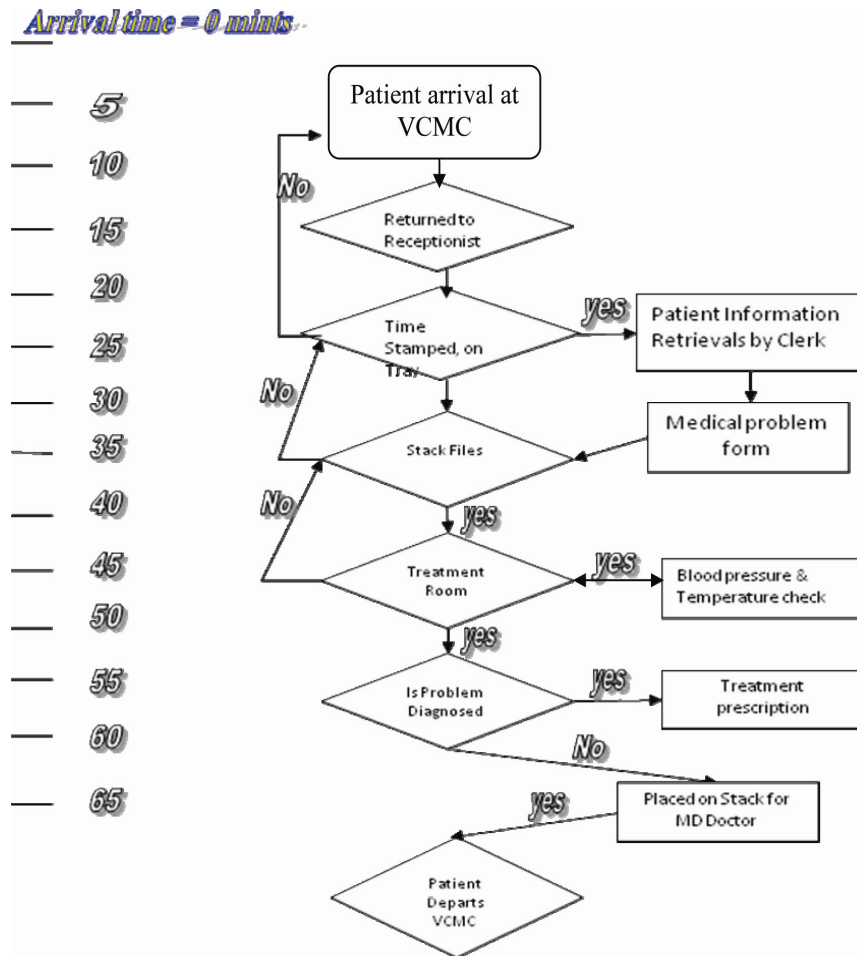 Arrival time = 0 mints
5
10
15
20
25
30
35
40
45
50
55
60
65
Patient arrival at
VCMC
No
Returned to
Receptionist
Time
Stamped, on
Tray
yes
Patient Information
Retrievals by Clerk
Medical problem
form
No
Stack Files
yes
No
Treatment
Room
yes
Blood pressure &
Temperature check
yes
Is Problem
Diagnosed
yes
Treatment
prescription
No
Placed on Stack for
MD Doctor
yes
Patient
Departs
VCMC